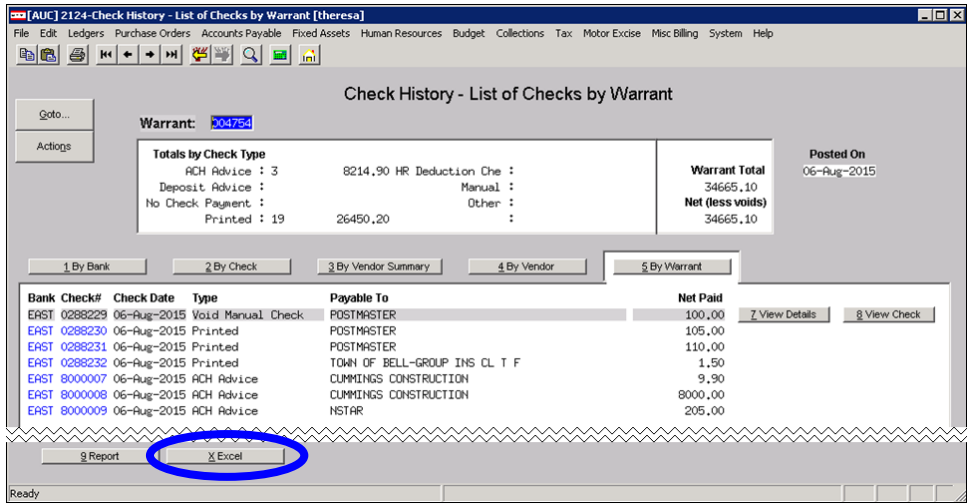 [AUC] 2124-Check History - List of Checks by Warrant [theresa]
File Edit Ledgers Purchase Orders Accounts Payable Fixed Assets Human Resources Budget Collections Tax Motor Excise Misc Billing System Help
Check History - List of Checks by Warrant
Goto...
Warrant: 004754
Actions
Totals by Check Type
Posted On
ACH Advice : 3 8214.90 HR Deduction Che : Warrant Total 06-Aug-2015
Deposit Advice : Manual : 34665.10
No Check Payment : Other : Net (less voids)
Printed : 19 26450.20 : 34665.10
1 By Bank 2 By Check 3 By Vendor Summary 4 By Vendor 5 By Warrant
Bank Check# Check Date Type Payable To Net Paid
EAST 0288229 06-Aug-2015 Void Manual Check POSTMASTER 100.00 7 View Details 8 View Check
EAST 0288230 06-Aug-2015 Printed POSTMASTER 105.00
EAST 0288231 06-Aug-2015 Printed POSTMASTER 110.00
EAST 0288232 06-Aug-2015 Printed TOWN OF BELL-GROUP INS CL T F 1.50
EAST 8000007 06-Aug-2015 ACH Advice CUMMINGS CONSTRUCTION 9.90
EAST 8000008 06-Aug-2015 ACH Advice CUMMINGS CONSTRUCTION 8000.00
EAST 8000009 06-Aug-2015 ACH Advice NSTAR 205.00
9 Report X Excel
Ready